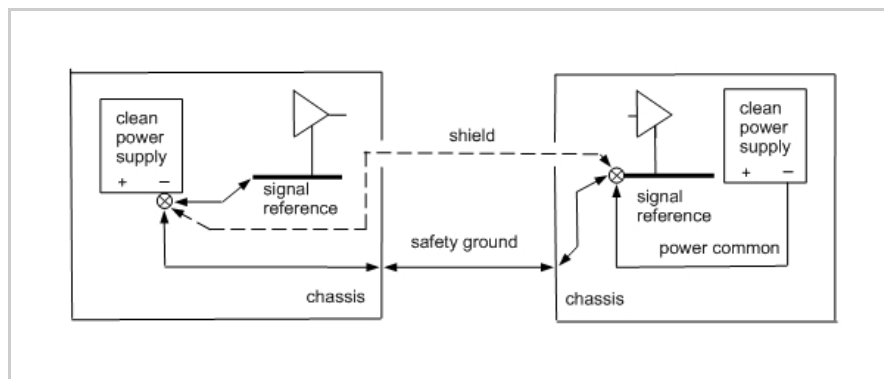 clean
power
supply
+ –
signal
reference
shield
safety ground
chassis
clean
power
supply
+ –
signal
reference
power common
chassis